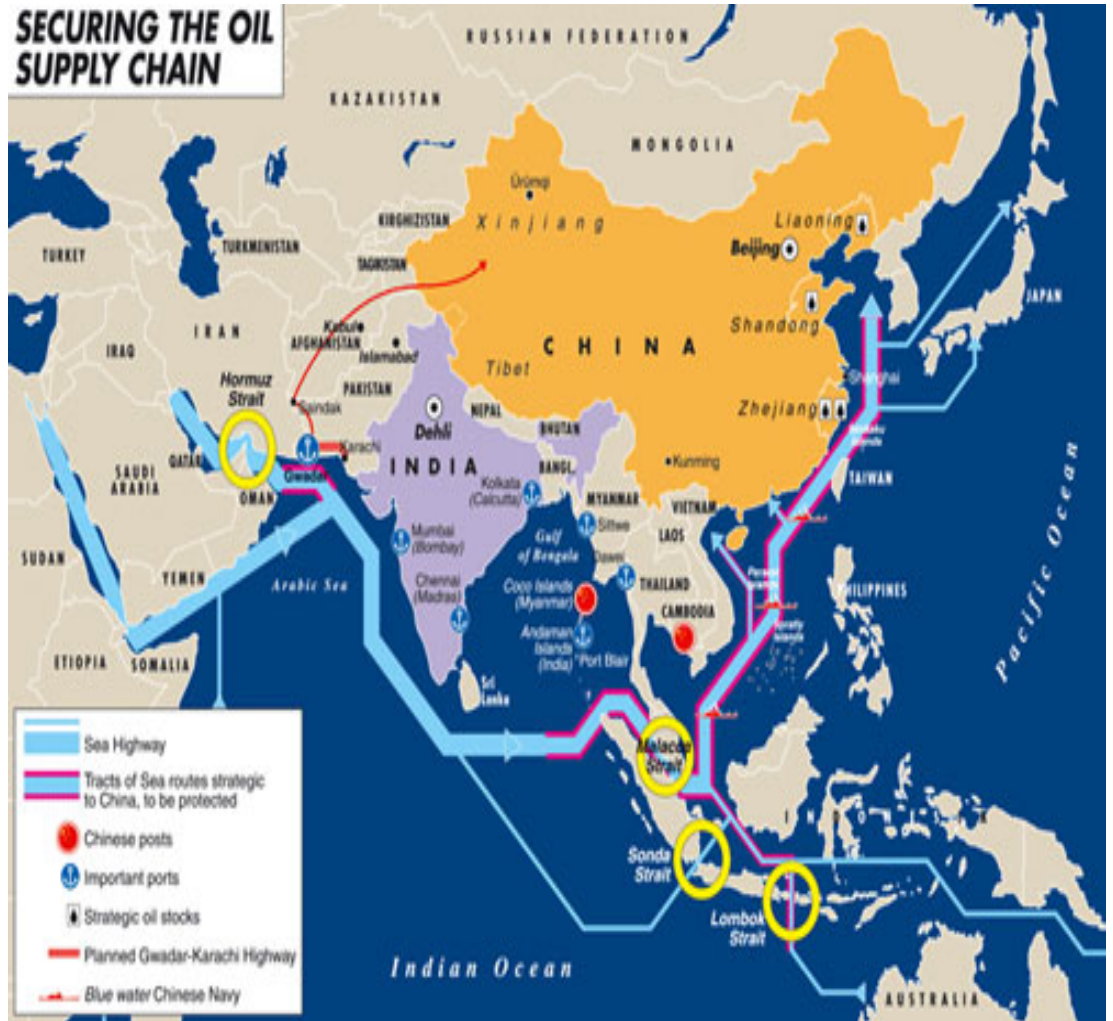 SECURING THE OIL
SUPPLY CHAIN
RUSSIAN FEDERATION
KAZAKISTAN
MONGOLIA
Ürümqi
Xinjiang
KIRGHIZISTAN
Liaoning
TURKEY
TURKMENISTAN
TAGIKISTAN
Beijing
JAPAN
IRAN
Kabul
AFGHANISTAN
Islamabad
CHINA
Shandong
IRAQ
Tibet
Hormuz
Strait
PAKISTAN
Saindak
NEPAL
Shanghai
Zhejiang
Dehli
BHUTAN
Karachi
QATAR
Gwadar
INDIA
BANGL.
Kunming
Islands
SAUDI
ARABIA
OMAN
Kolkata
(Calcutta)
MYANMAR
VIETNAM
TAIWAN
Mumbai
(Bombay)
Gulf
of Bengala
Sittwe
LAOS
SUDAN
YEMEN
Arabic Sea
Chennai
(Madras)
Coco Islands
(Myanmar)
Dawei
THAILAND
CAMBODIA
Islands
PHILIPPINES
Pacific Ocean
Spratly
Islands
Andaman
Islands
(India)
Port Blair
ETIOPIA
SOMALIA
Sri
Lanka
Sea Highway
Malacca
Strait
Tracts of Sea routes strategic
to China, to be protected
Chinese posts
INDONESIA
Important ports
Sonda
Strait
Strategic oil stocks
Lombok
Strait
Planned Gwadar-Karachi Highway
Indian Ocean
Blue water Chinese Navy
AUSTRALIA